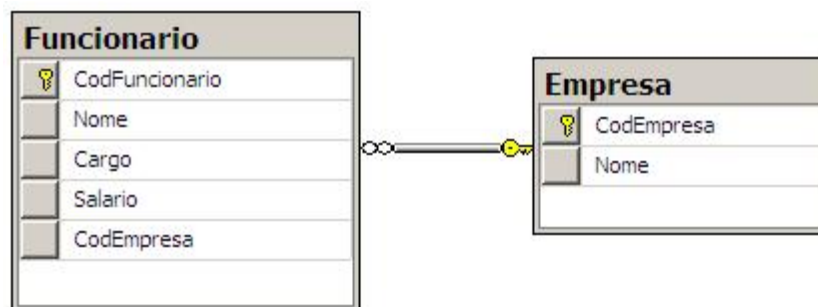 Funcionario
CodFuncionario
Nome
Cargo
Salario
CodEmpresa
Empresa
CodEmpresa
Nome